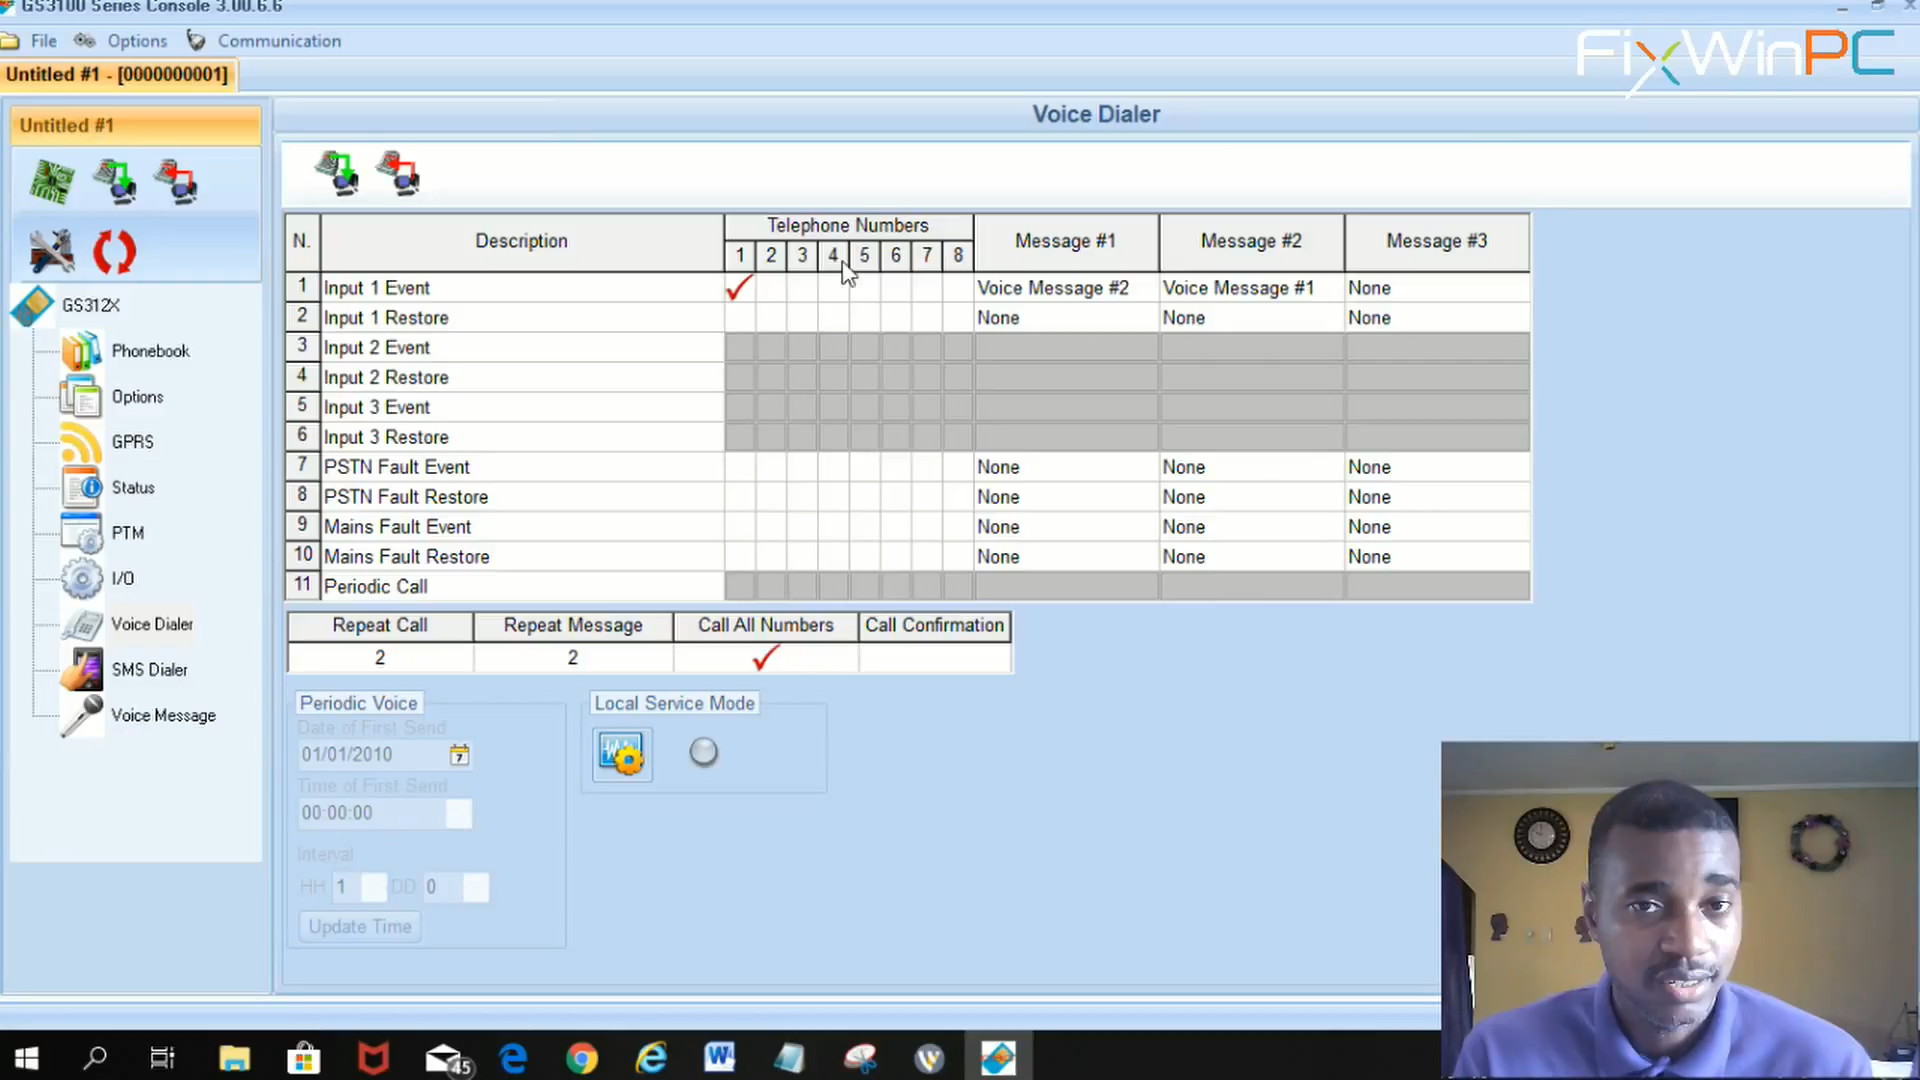 GS3100 Series Console 3.00.6.6
File Options Communication
FixWinPC
Untitled #1 - [0000000001]
Untitled #1
Voice Dialer
GS312X
Phonebook
Options
GPRS
Status
PTM
I/O
Voice Dialer
SMS Dialer
Voice Message
N. Description Telephone Numbers Message #1 Message #2 Message #3
1 2 3 4 5 6 7 8
1 Input 1 Event Voice Message #2 Voice Message #1 None
2 Input 1 Restore None None None
3 Input 2 Event
4 Input 2 Restore
5 Input 3 Event
6 Input 3 Restore
7 PSTN Fault Event None None None
8 PSTN Fault Restore None None None
9 Mains Fault Event None None None
10 Mains Fault Restore None None None
11 Periodic Call
Repeat Call Repeat Message Call All Numbers Call Confirmation
2 2
Periodic Voice
Date of First Send
01/01/2010 7
Time of First Send
00:00:00
Interval
HH 1 DD 0
Update Time
Local Service Mode
45